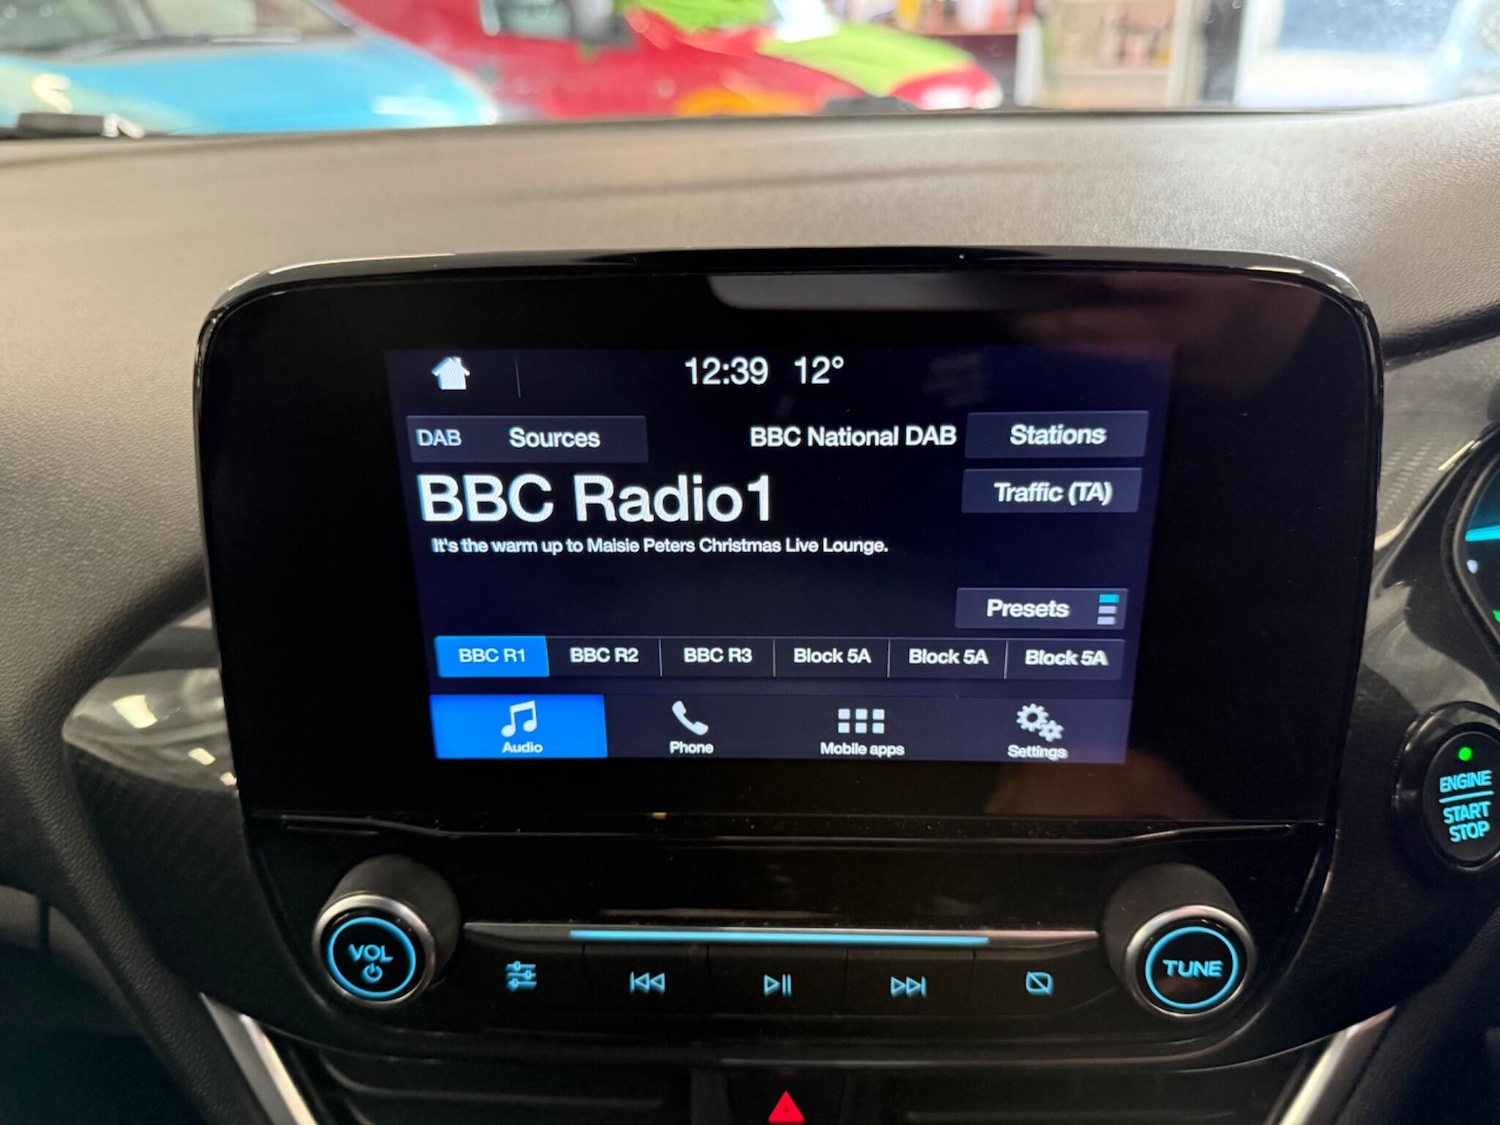 12:39 12°
DAB Sources
BBC National DAB
Stations
BBC Radio1
Traffic (TA)
It's the warm up to Maisie Peters Christmas Live Lounge.
Presets
BBC R1 BBC R2 BBC R3 Block 5A Block 5A Block 5A
Audio Phone Mobile apps Settings
ENGINE
START
STOP
VOL
TUNE